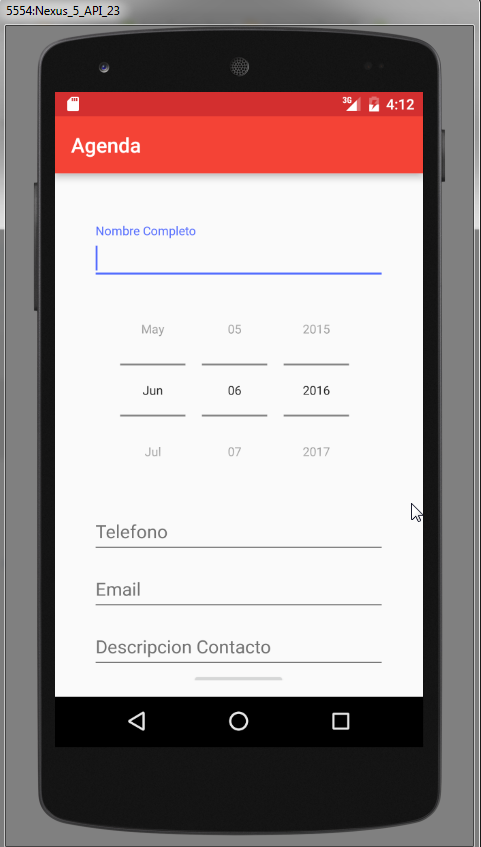 5554:Nexus_5_API_23
3G 4:12
Agenda
Nombre Completo
May 05 2015
Jun 06 2016
Jul 07 2017
Telefono
Email
Descripcion Contacto